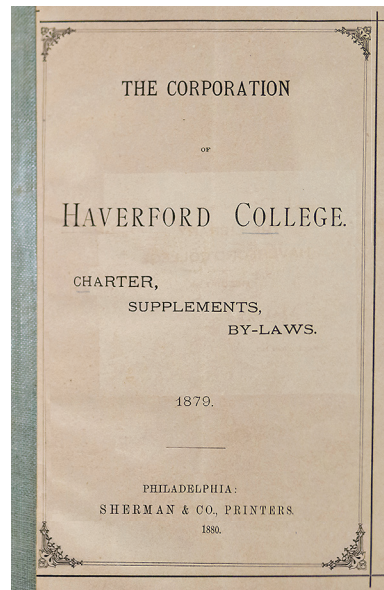 THE CORPORATION
OF
HAVERFORD COLLEGE.
CHARTER,
SUPPLEMENTS,
BY-LAWS.
1879.
PHILADELPHIA:
SHERMAN & CO., PRINTERS.
1880.